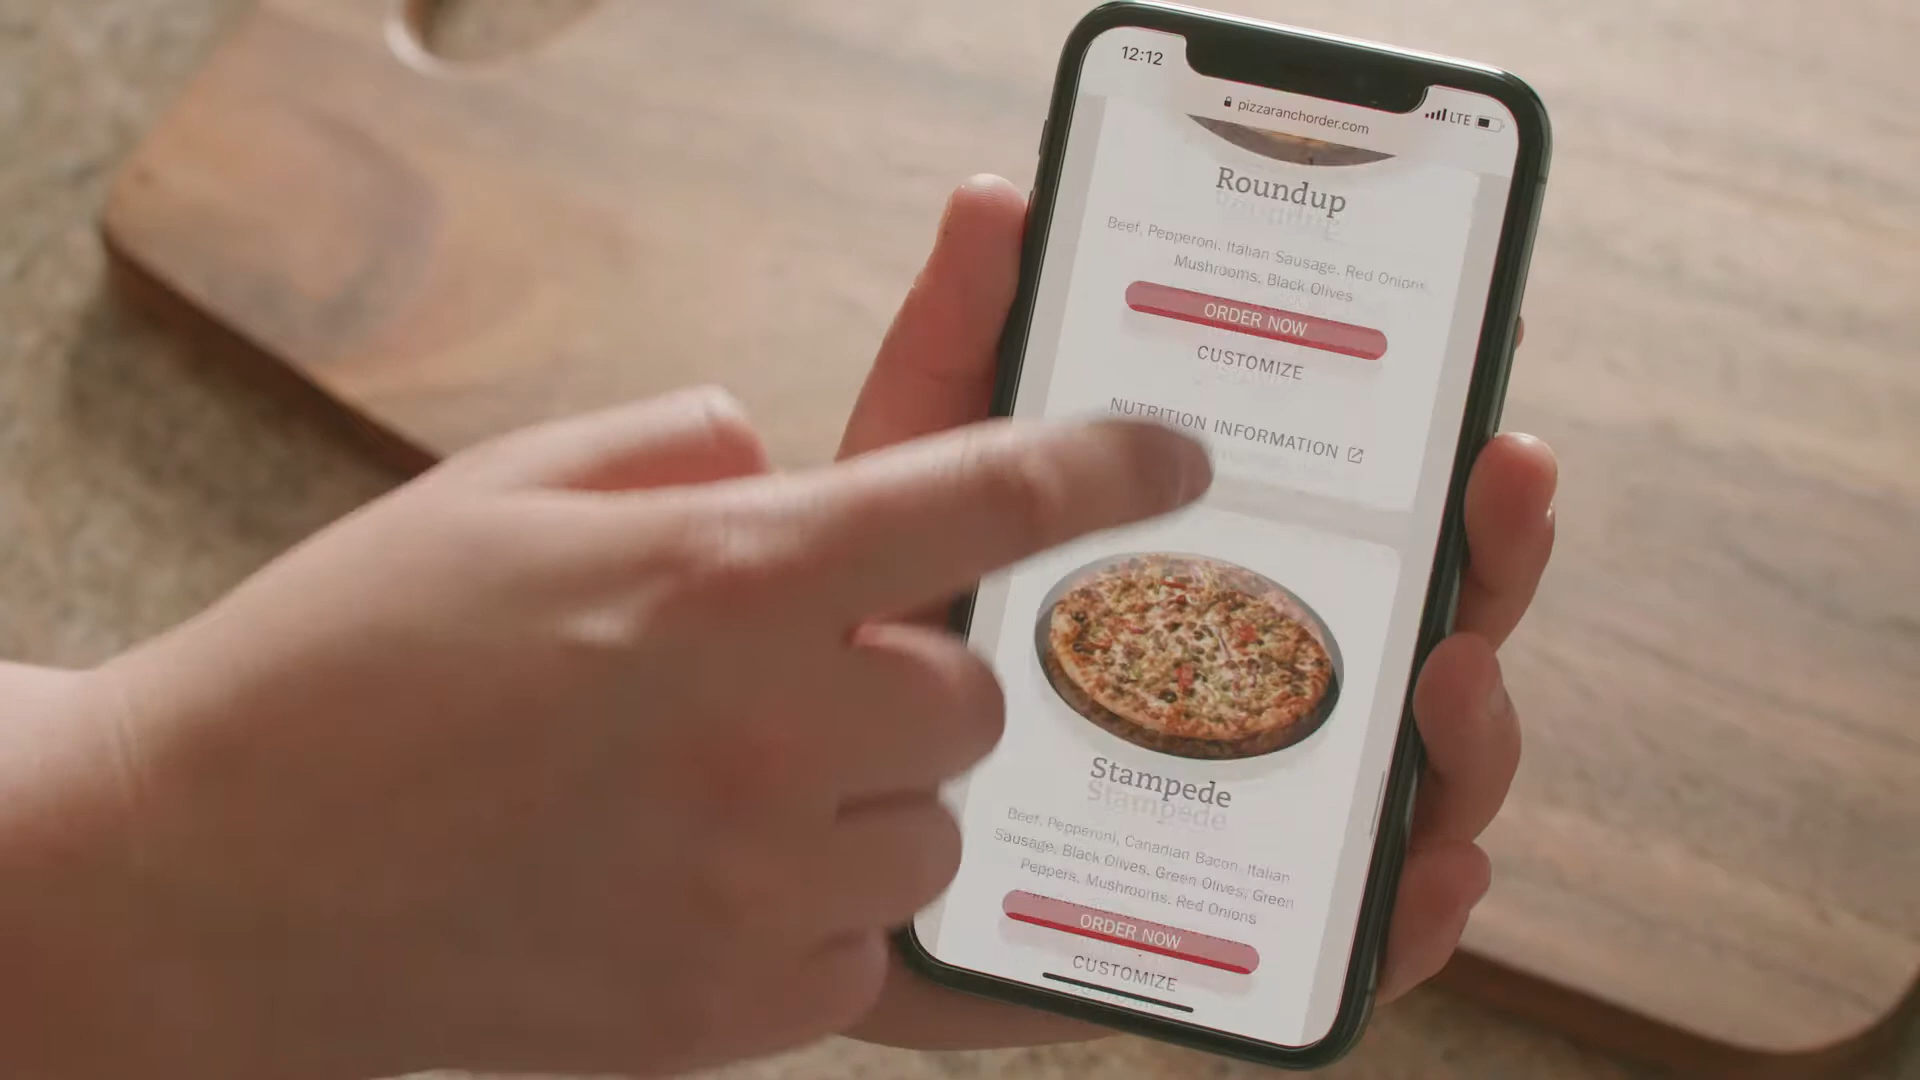 12:12
pizzaranchorder.com
LTE
Roundup
Beef, Pepperoni, Italian Sausage, Red Onions,
Mushrooms, Black Olives
ORDER NOW
CUSTOMIZE
NUTRITION INFORMATION
Stampede
Beef, Pepperoni, Canadian Bacon, Italian
Sausage, Black Olives, Green Olives, Green
Peppers, Mushrooms, Red Onions
ORDER NOW
CUSTOMIZE